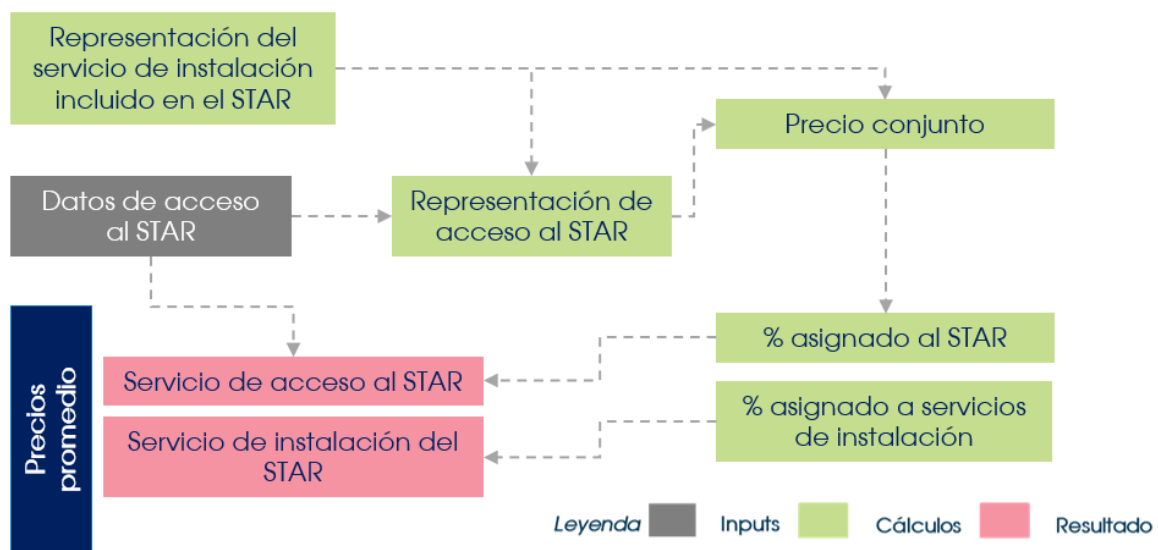 Representación del
servicio de instalación
incluido en el STAR
Precio conjunto
Datos de acceso
al STAR
Representación de
acceso al STAR
Precios
promedio
% asignado al STAR
Servicio de acceso al STAR
% asignado a servicios
de instalación
Servicio de instalación del
STAR
Leyenda Inputs Cálculos Resultado